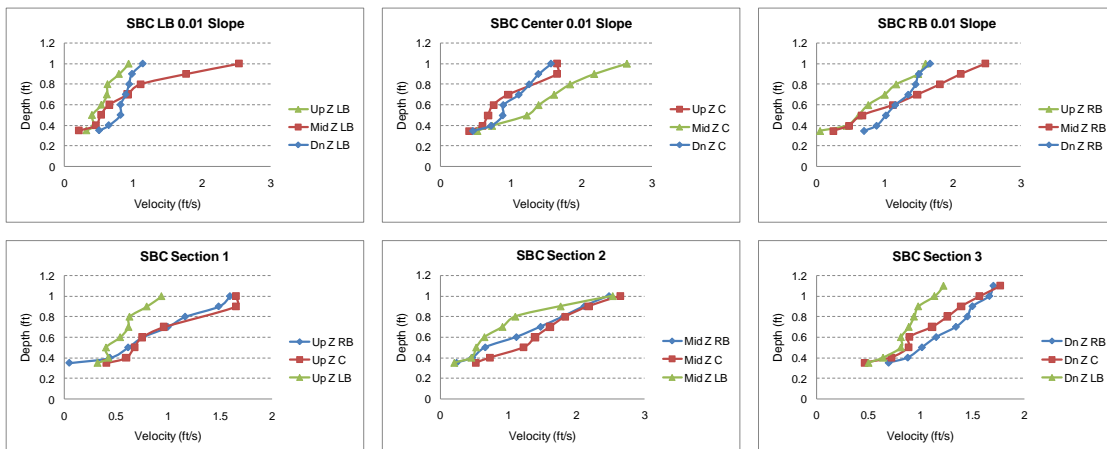 SBC LB 0.01 Slope
1.2
1
0.8
0.6
0.4
0.2
0
Depth (ft)
0 1 2 3
Velocity (ft/s)
Up Z LB
Mid Z LB
Dn Z LB
SBC Center 0.01 Slope
1.2
1
0.8
0.6
0.4
0.2
0
Depth (ft)
0 1 2 3
Velocity (ft/s)
Up Z C
Mid Z C
Dn Z C
SBC RB 0.01 Slope
1.2
1
0.8
0.6
0.4
0.2
0
Depth (ft)
0 1 2 3
Velocity (ft/s)
Up Z RB
Mid Z RB
Dn Z RB
SBC Section 1
1.2
1
0.8
0.6
0.4
0.2
0
Depth (ft)
0 0.5 1 1.5 2
Velocity (ft/s)
Up Z RB
Up Z C
Up Z LB
SBC Section 2
1.2
1
0.8
0.6
0.4
0.2
0
Depth (ft)
0 1 2 3
Velocity (ft/s)
Mid Z RB
Mid Z C
Mid Z LB
SBC Section 3
1.2
1
0.8
0.6
0.4
0.2
0
Depth (ft)
0 0.5 1 1.5 2
Velocity (ft/s)
Dn Z RB
Dn Z C
Dn Z LB